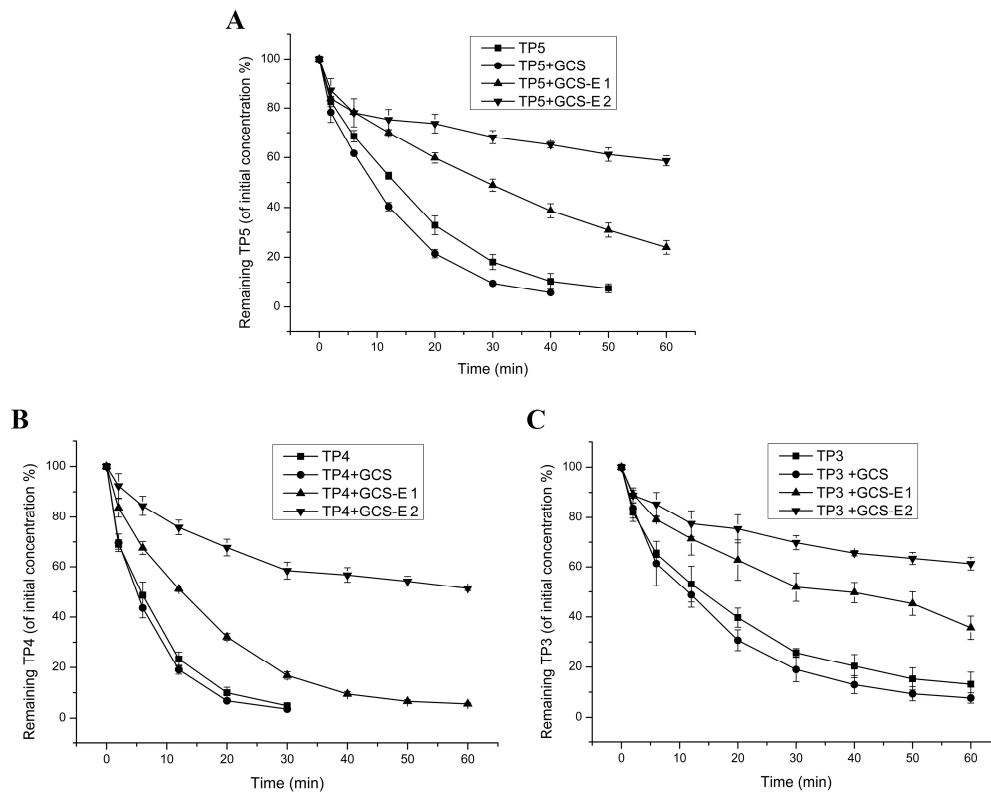 A
Remaining TP5 (of initial concentration %)
100
80
60
40
20
0
TP5
TP5+GCS
TP5+GCS-E1
TP5+GCS-E2
0 10 20 30 40 50 60
Time (min)
B
Remaining TP4 (of initial concentration %)
100
80
60
40
20
0
TP4
TP4+GCS
TP4+GCS-E1
TP4+GCS-E2
0 10 20 30 40 50 60
Time (min)
C
Remaining TP3 (of initial concentration %)
100
80
60
40
20
0
TP3
TP3 +GCS
TP3 +GCS-E1
TP3 +GCS-E2
0 10 20 30 40 50 60
Time (min)